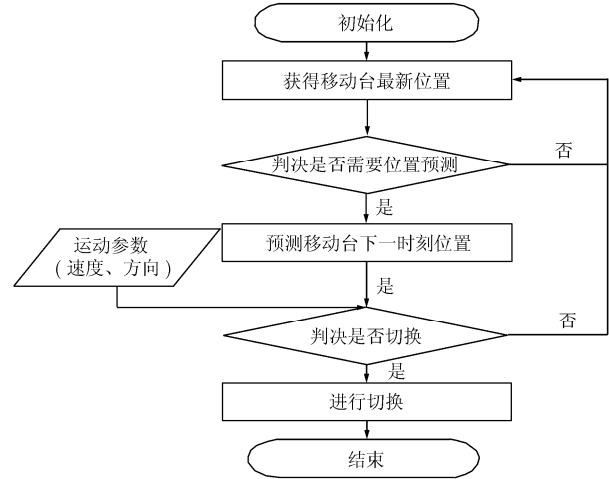 初始化
获得移动台最新位置
判决是否需要位置预测
否
是
运动参数
(速度、方向)
预测移动台下一时刻位置
是
判决是否切换
否
是
进行切换
结束